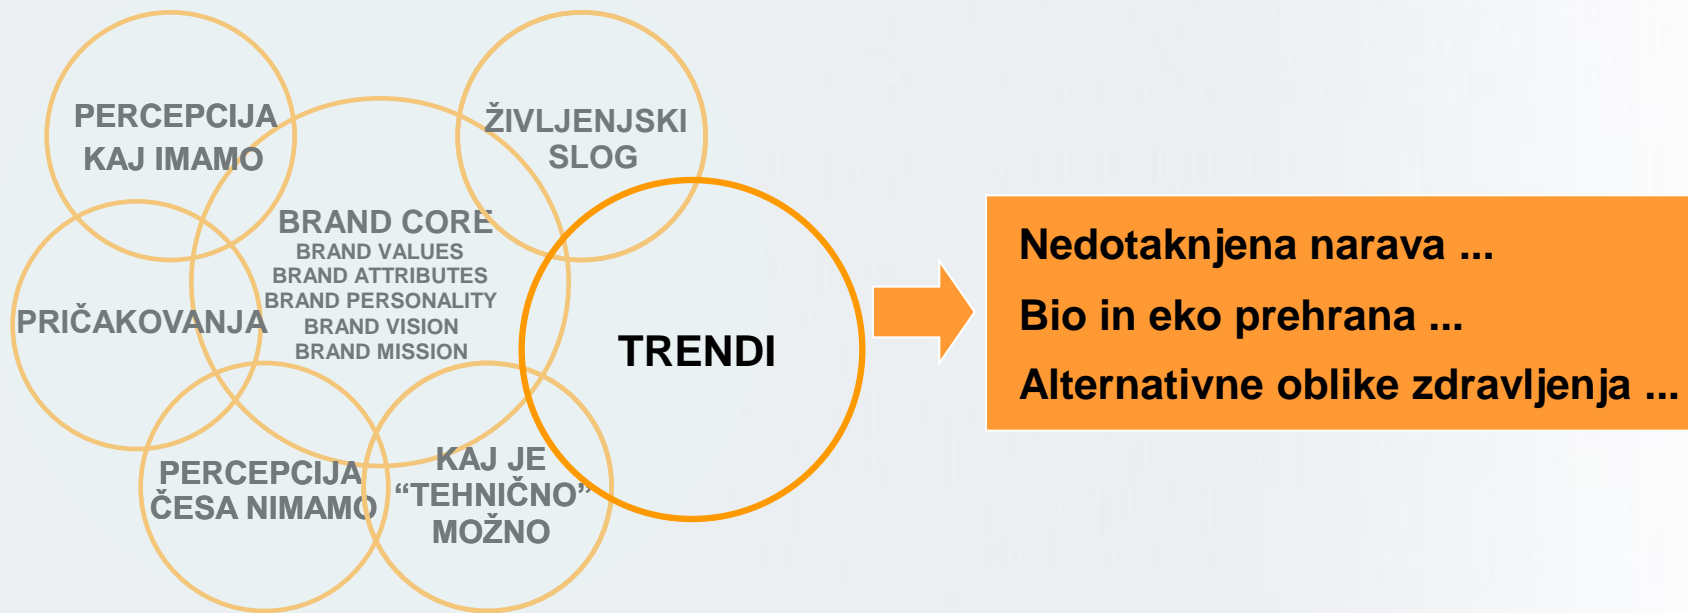 PERCEPCIJA
KAJ IMAMO
ŽIVLJENJSKI
SLOG
BRAND CORE
BRAND VALUES
BRAND ATTRIBUTES
BRAND PERSONALITY
BRAND VISION
BRAND MISSION
PRIČAKOVANJA
TRENDI
PERCEPCIJA
ČESA NIMAMO
KAJ JE
“TEHNIČNO”
MOŽNO
Nedotaknjena narava ...
Bio in eko prehrana ...
Alternativne oblike zdravljenja ...